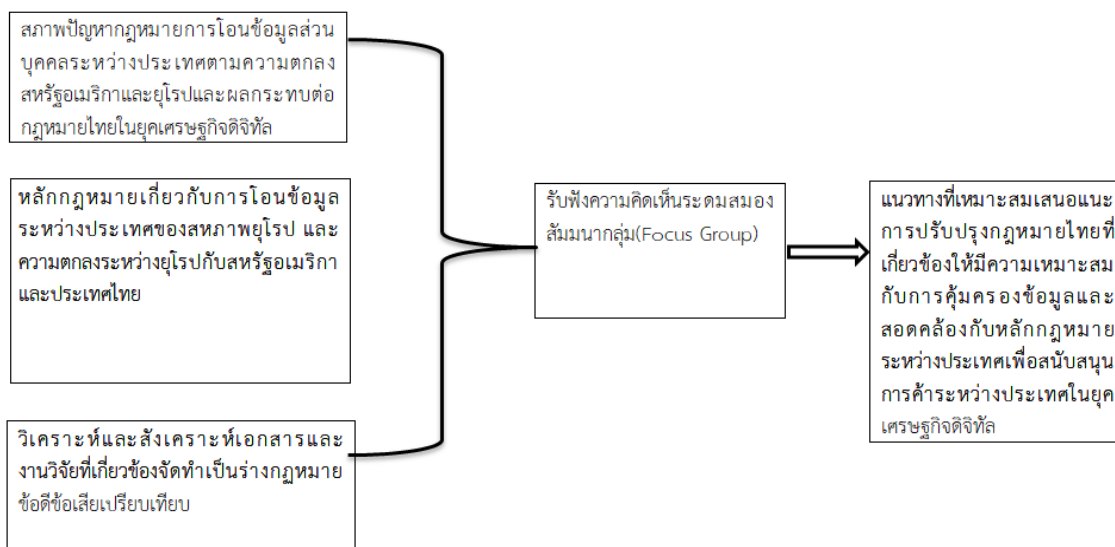 สภาพปัญหากฎหมายการโอนข้อมูลส่วน
บุคคลระหว่างประเทศตามความตกลง
สหรัฐอเมริกาและยุโรปและผลกระทบต่อ
กฎหมายไทยในยุคเศรษฐกิจดิจิทัล
หลักกฎหมายเกี่ยวกับการโอนข้อมูล
ระหว่างประเทศของสหภาพยุโรป และ
ความตกลงระหว่างยุโรปกับสหรัฐอเมริกา
และประเทศไทย
วิเคราะห์และสังเคราะห์เอกสารและ
งานวิจัยที่เกี่ยวข้องจัดทำเป็นร่างกฎหมาย
ข้อดีข้อเสียเปรียบเทียบ
รับฟังความคิดเห็นระดมสมอง
สัมมนากลุ่ม(Focus Group)
แนวทางที่เหมาะสมเสนอแนะ
การปรับปรุงกฎหมายไทยที่
เกี่ยวข้องให้มีความเหมาะสม
กับการคุ้มครองข้อมูลและ
สอดคล้องกับหลักกฎหมาย
ระหว่างประเทศเพื่อสนับสนุน
การค้าระหว่างประเทศในยุค
เศรษฐกิจดิจิทัล